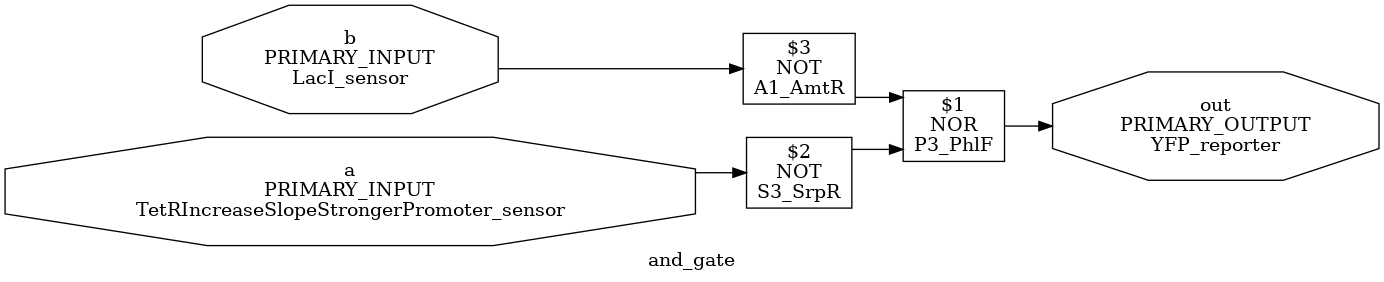 b
PRIMARY_INPUT
LacI_sensor
$3
NOT
A1_AmtR
a
PRIMARY_INPUT
TetRIncreaseSlopeStrongerPromoter_sensor
$2
NOT
S3_SrpR
$1
NOR
P3_PhlF
out
PRIMARY_OUTPUT
YFP_reporter
and_gate